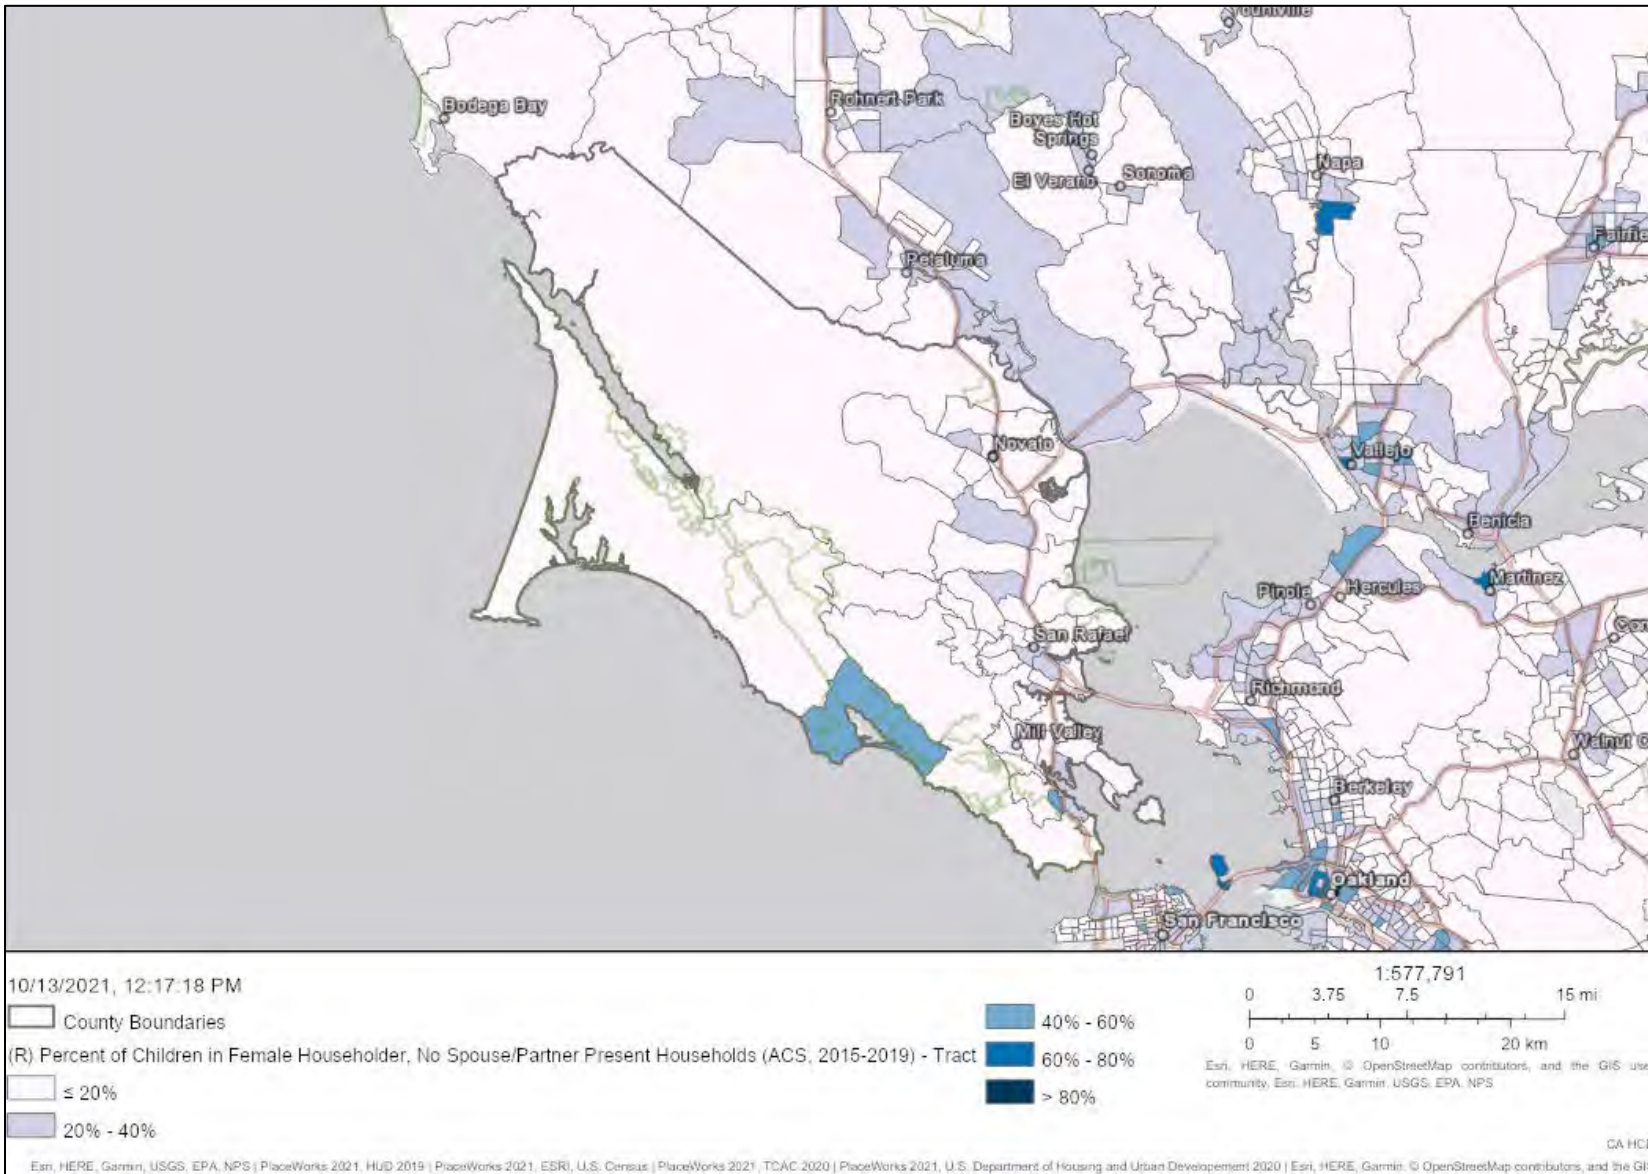 Yountville
Bodega Bay
Rohnert Park
Boyes Hot
Springs
Napa
El Verano
Sonoma
Fairfie
Petaluma
Novato
Vallejo
Benicia
Martinez
Pinole
Hercules
Con
San Rafael
Richmond
Mill Valley
Walnut C
Berkeley
Oakland
San Francisco
10/13/2021, 12:17:18 PM
County Boundaries
(R) Percent of Children in Female Householder, No Spouse/Partner Present Households (ACS, 2015-2019) - Tract
≤ 20%
20% - 40%
40% - 60%
60% - 80%
> 80%
1:577,791
0 3.75 7.5 15 mi
0 5 10 20 km
Esri, HERE, Garmin, © OpenStreetMap contributors, and the GIS use
community, Esri, HERE, Garmin, USGS, EPA, NPS
CA HCD
Esri, HERE, Garmin, USGS, EPA, NPS | PlaceWorks 2021, HUD 2019 | PlaceWorks 2021, ESRI, U.S. Census | PlaceWorks 2021, TCAC 2020 | PlaceWorks 2021, U.S. Department of Housing and Urban Developement 2020 | Esri, HERE, Garmin, © OpenStreetMap contributors, and the GI